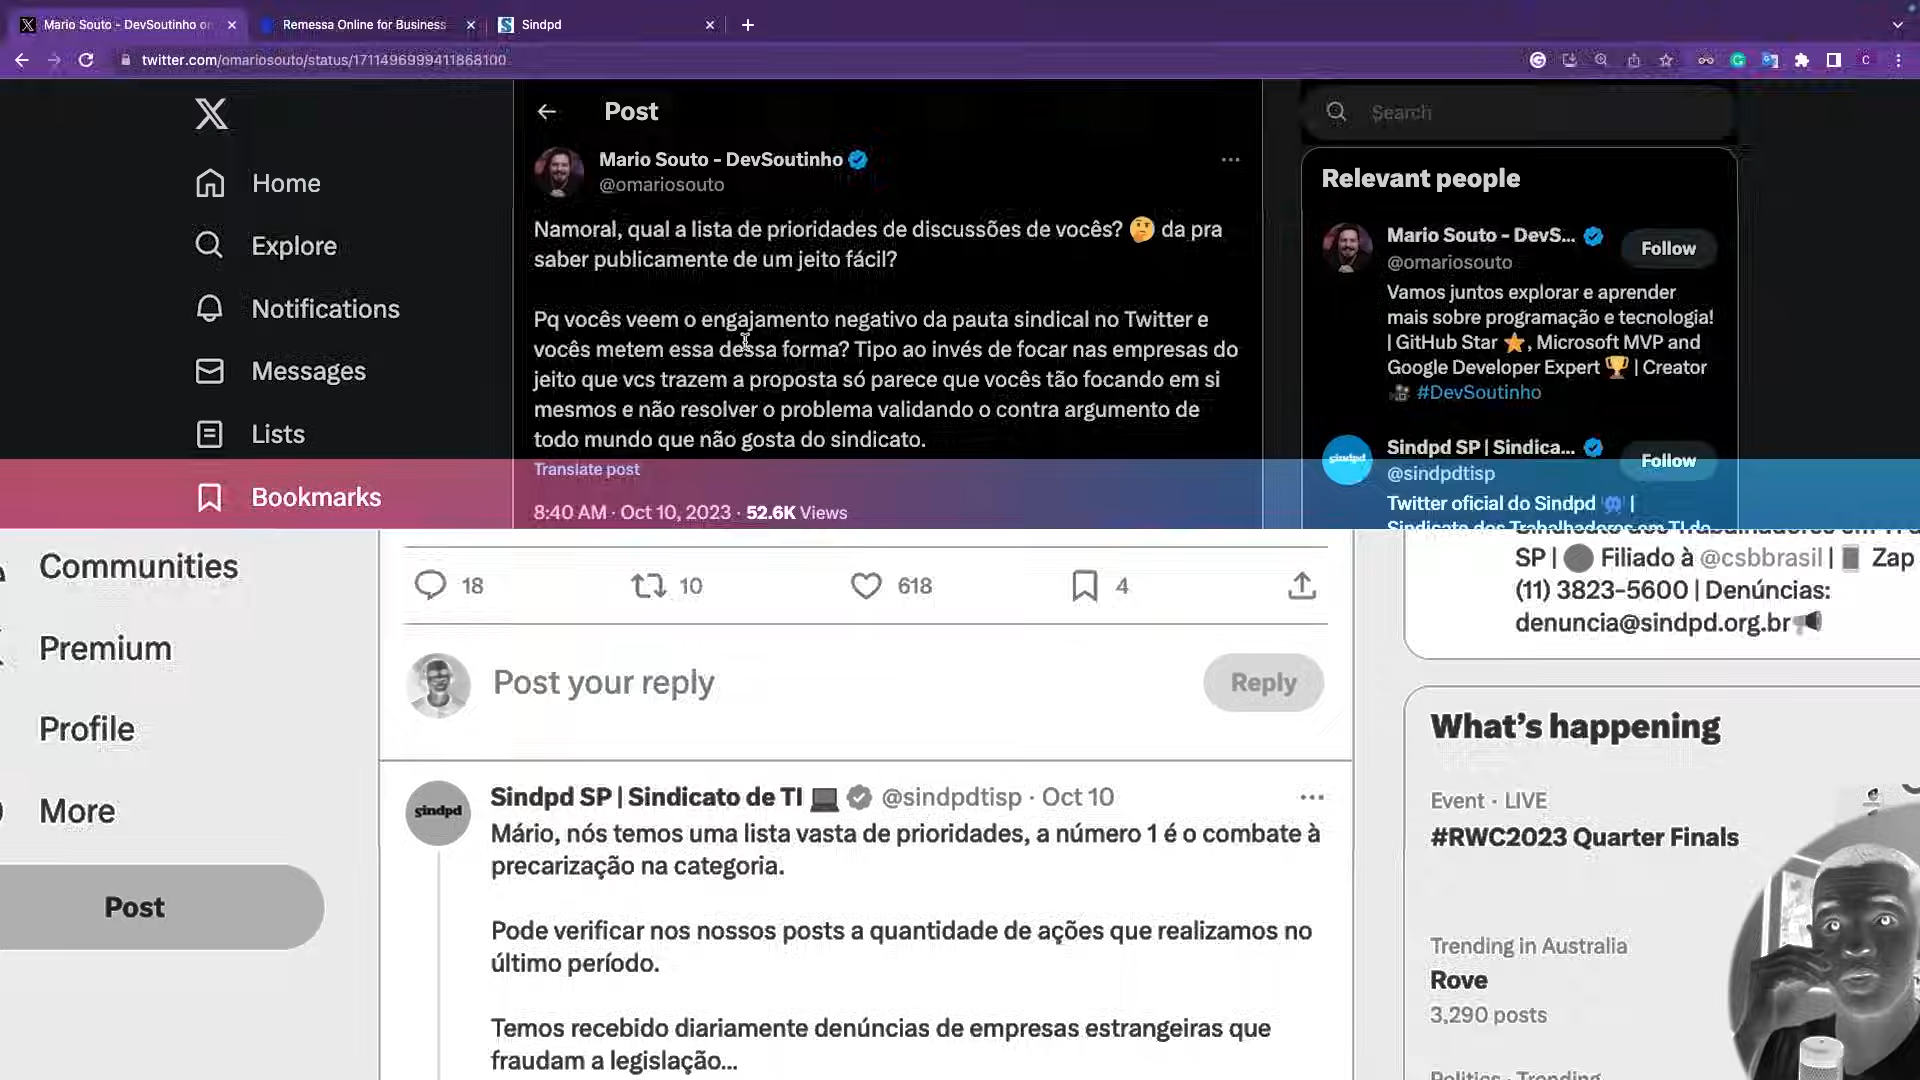 Mario Souto - DevSoutinho on
Remessa Online for Business
Sindpd
twitter.com/omariosouto/status/1711496999411868100
Home
Explore
Notifications
Messages
Lists
Bookmarks
Communities
Premium
Profile
More
Post
Post
Mario Souto - DevSoutinho
@omariosouto
Namoral, qual a lista de prioridades de discussões de vocês? 🤔 da pra
saber publicamente de um jeito fácil?
Pq vocês veem o engajamento negativo da pauta sindical no Twitter e
vocês metem essa dessa forma? Tipo ao invés de focar nas empresas do
jeito que vcs trazem a proposta só parece que vocês tão focando em si
mesmos e não resolver o problema validando o contra argumento de
todo mundo que não gosta do sindicato.
Translate post
8:40 AM · Oct 10, 2023 · 52.6K Views
18
10
618
4
Post your reply
Reply
Sindpd SP | Sindicato de TI 💻 @sindpdtisp · Oct 10
Mário, nós temos uma lista vasta de prioridades, a número 1 é o combate à
precarização na categoria.
Pode verificar nos nossos posts a quantidade de ações que realizamos no
último período.
Temos recebido diariamente denúncias de empresas estrangeiras que
fraudam a legislação...
sindpd
Search
Relevant people
Mario Souto - DevS...
@omariosouto
Follow
Vamos juntos explorar e aprender
mais sobre programação e tecnologia!
| GitHub Star ⭐, Microsoft MVP and
Google Developer Expert 🏆 | Creator
🎥 #DevSoutinho
sindpd
Sindpd SP | Sindica...
@sindpdtisp
Follow
Twitter oficial do Sindpd |
Sindicato dos Trabalhadores em TI de
SP | Filiado à @csbbrasil | Zap
(11) 3823-5600 | Denúncias:
denuncia@sindpd.org.br📢
What's happening
Event · LIVE
#RWC2023 Quarter Finals
Trending in Australia
Rove
3,290 posts
Politics · Trending